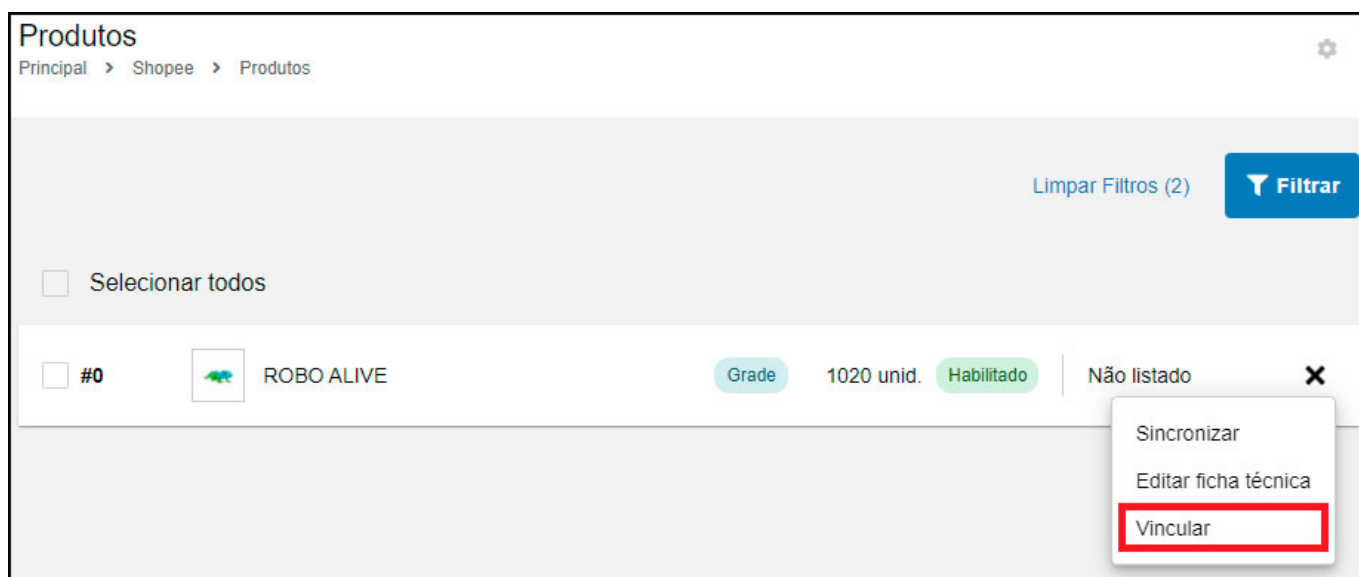 Produtos
Principal > Shopee > Produtos
Limpar Filtros (2)
Filtrar
Selecionar todos
#0 ROBO ALIVE Grade 1020 unid. Habilitado Não listado
Sincronizar
Editar ficha técnica
Vincular